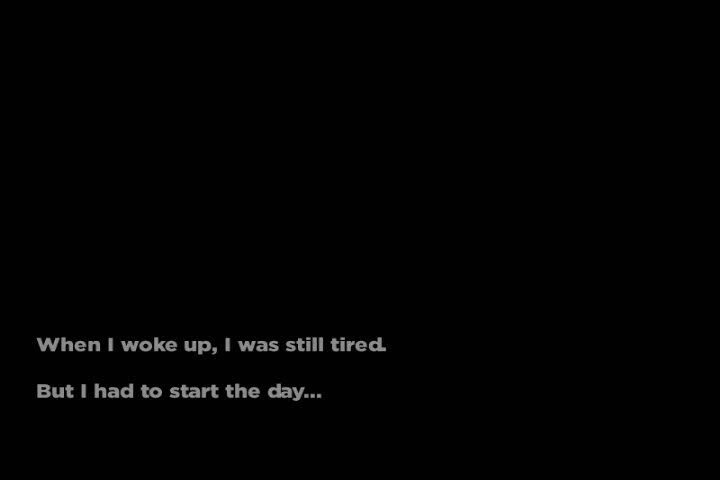 When I woke up, I was still tired.
But I had to start the day...